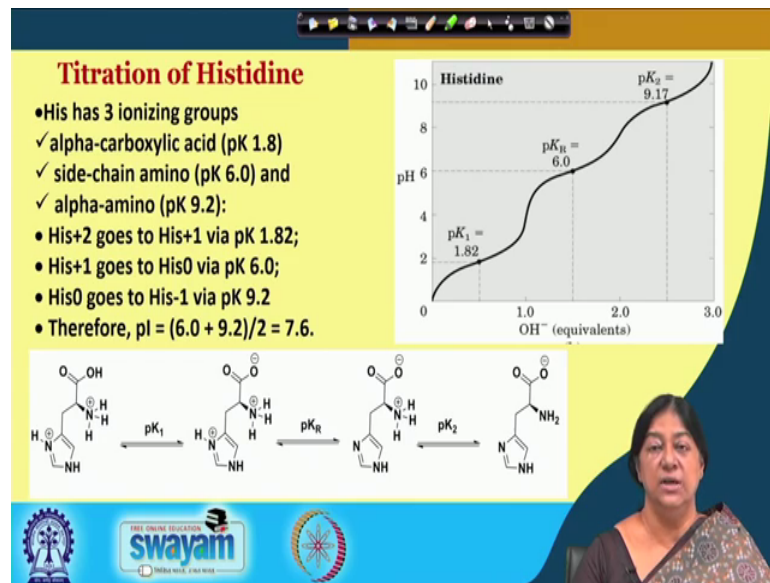 Titration of Histidine
•His has 3 ionizing groups
✓alpha-carboxylic acid (pK 1.8)
✓ side-chain amino (pK 6.0) and
✓ alpha-amino (pK 9.2):
• His+2 goes to His+1 via pK 1.82;
• His+1 goes to His0 via pK 6.0;
• His0 goes to His-1 via pK 9.2
• Therefore, pI = (6.0 + 9.2)/2 = 7.6.
Histidine
10
8
pH 6
4
2
0
pK₂ =
9.17
pKR =
6.0
pK₁ =
1.82
0 1.0 2.0 3.0
OH⁻ (equivalents)
O OH
⊕ H
N-H
H
H
N
⊕
NH
pK₁
O O⊖
⊕ H
N-H
H
H
N
⊕
NH
pKR
O O⊖
⊕ H
N-H
H
N
NH
pK₂
O O⊖
NH₂
N
NH
FREE ONLINE EDUCATION
swayam